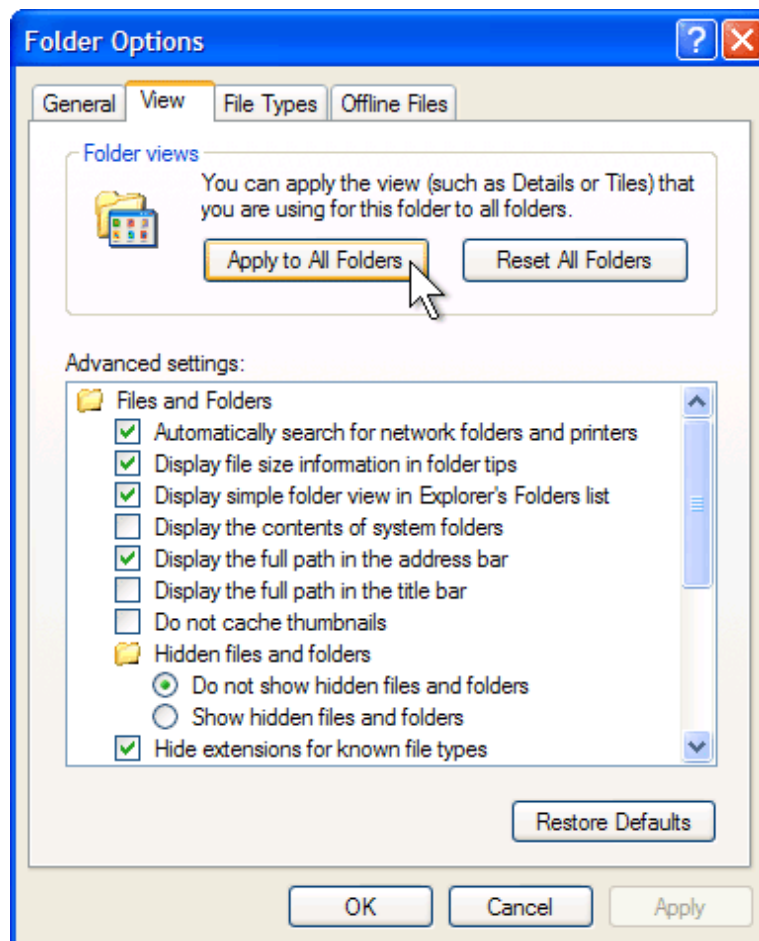 Folder Options
General View File Types Offline Files
Folder views
You can apply the view (such as Details or Tiles) that
you are using for this folder to all folders.
Apply to All Folders Reset All Folders
Advanced settings:
Files and Folders
Automatically search for network folders and printers
Display file size information in folder tips
Display simple folder view in Explorer's Folders list
Display the contents of system folders
Display the full path in the address bar
Display the full path in the title bar
Do not cache thumbnails
Hidden files and folders
Do not show hidden files and folders
Show hidden files and folders
Hide extensions for known file types
Restore Defaults
OK Cancel Apply